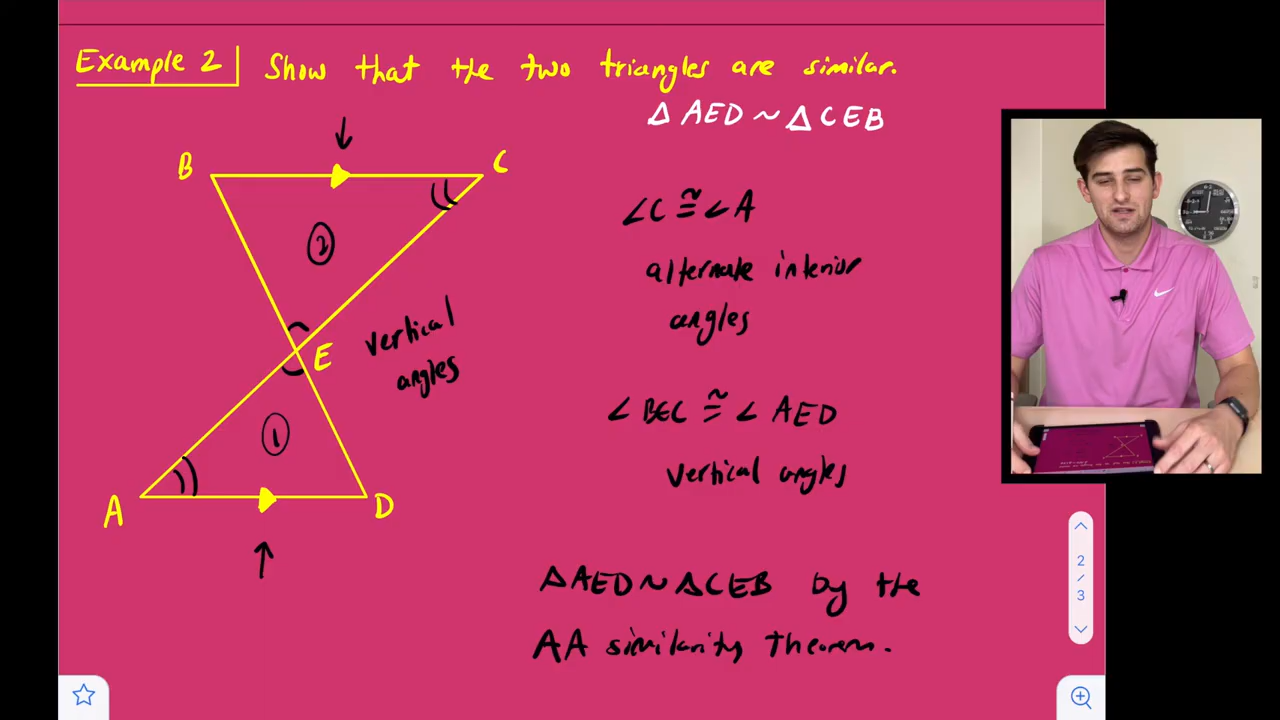 Example 2 Show that the two triangles are similar.
△AED ~ △CEB
B
C
②
∠C ≅ ∠A
alternate interior
angles
E
vertical
angles
∠BEC ≅ ∠AED
vertical angles
①
A
D
△AED ~ △CEB by the
AA similarity theorem.
2
/
3